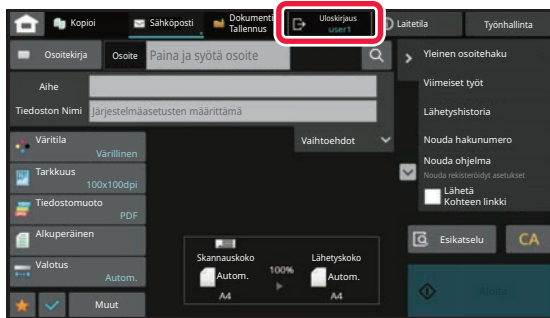 Kopioi
Sähköposti
Dokumenti
Tallennus
Uloskirjaus
user1
Laitetila
Työnhallinta
Osoitekirja
Osoite
Paina ja syötä osoite
Yleinen osoitehaku
Aihe
Viimeiset työt
Tiedoston Nimi
Järjestelmäasetusten määrittämä
Lähetyshistoria
Väritila
Värillinen
Vaihtoehdot
Nouda hakunumero
Tarkkuus
100x100dpi
Nouda ohjelma
Nouda rekisteröidyt asetukset
Lähetä
Kohteen linkki
Tiedostomuoto
PDF
Alkuperäinen
Esikatselu
CA
Skannauskoko
Lähetyskoko
Valotus
Autom.
Autom.
100%
Autom.
A4
A4
Muut
Aloita